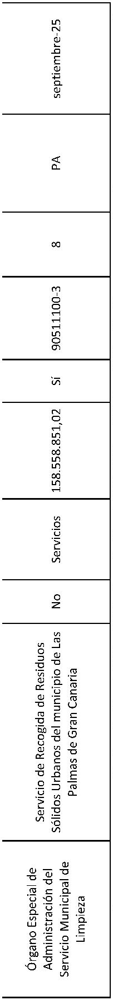 Órgano Especial de
Administración del
Servicio Municipal de
Limpieza
Servicio de Recogida de Residuos
Sólidos Urbanos del municipio de Las
Palmas de Gran Canaria
No
Servicios
158.558.851,02
Sí
90511100-3
8
PA
septiembre-25